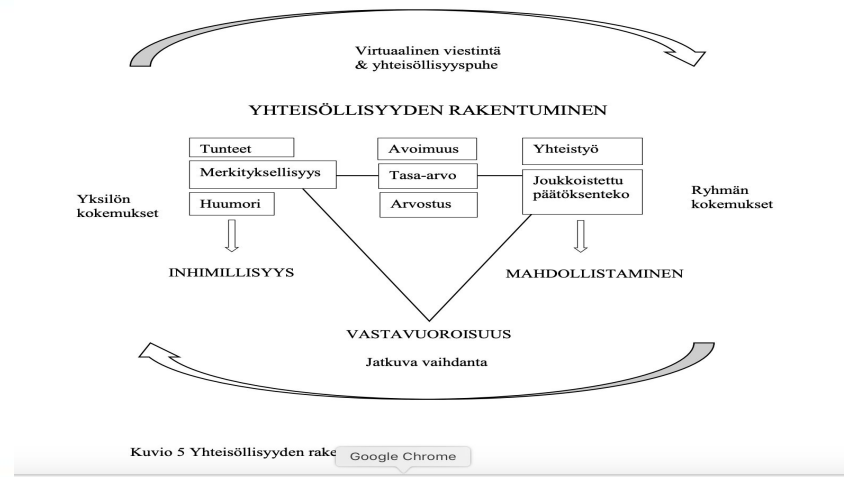 Virtuaalinen viestintä
& yhteisöllisyyspuhe
YHTEISÖLLISYYDEN RAKENTUMINEN
Tunteet
Merkityksellisyys
Huumori
Avoimuus
Tasa-arvo
Arvostus
Yhteistyö
Joukkoistettu
päätöksenteko
Yksilön
kokemukset
Ryhmän
kokemukset
INHIMILLISYYS
MAHDOLLISTAMINEN
VASTAVUOROISUUS
Jatkuva vaihdanta
Kuvio 5 Yhteisöllisyyden rake
Google Chrome